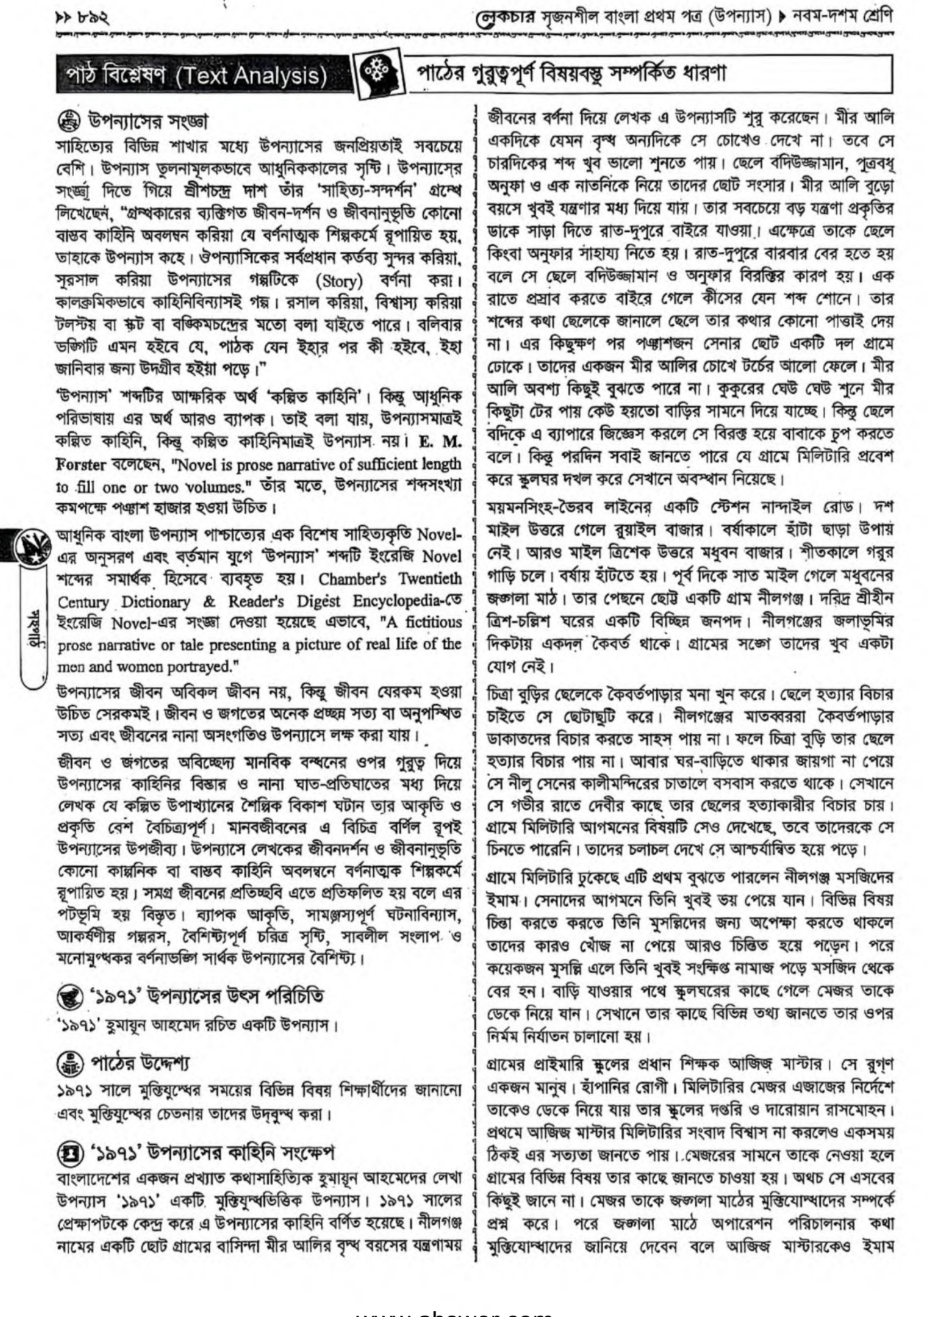 >> ৮৯২
লেকচার সৃজনশীল বাংলা প্রথম পত্র (উপন্যাস) ▶ নবম-দশম শ্রেণি
পাঠ বিশ্লেষণ (Text Analysis)
পাঠের গুরুত্বপূর্ণ বিষয়বস্তু সম্পর্কিত ধারণা
উপন্যাসের সংজ্ঞা
সাহিত্যের বিভিন্ন শাখার মধ্যে উপন্যাসের জনপ্রিয়তাই সবচেয়ে
বেশি। উপন্যাস তুলনামূলকভাবে আধুনিককালের সৃষ্টি। উপন্যাসের
সংজ্ঞা দিতে গিয়ে শ্রীশচন্দ্র দাশ তাঁর 'সাহিত্য-সন্দর্শন' গ্রন্থে
লিখেছেন, "গ্রন্থকারের ব্যক্তিগত জীবন-দর্শন ও জীবনানুভূতি কোনো
বাস্তব কাহিনি অবলম্বন করিয়া যে বর্ণনাত্মক শিল্পকর্মে রূপায়িত হয়,
তাহাকে উপন্যাস কহে। ঔপন্যাসিকের সর্বপ্রধান কর্তব্য সুন্দর করিয়া,
সুরসাল করিয়া উপন্যাসের গল্পটিকে (Story) বর্ণনা করা।
কালক্রমিকভাবে কাহিনিবিন্যাসই গল্প। রসাল করিয়া, বিশ্বাস্য করিয়া
টলস্টয় বা স্কট বা বঙ্কিমচন্দ্রের মতো বলা যাইতে পারে। বলিবার
ভঙ্গিটি এমন হইবে যে, পাঠক যেন ইহার পর কী হইবে, ইহা
জানিবার জন্য উদগ্রীব হইয়া পড়ে।"
'উপন্যাস' শব্দটির আক্ষরিক অর্থ 'কল্পিত কাহিনি'। কিন্তু আধুনিক
পরিভাষায় এর অর্থ আরও ব্যাপক। তাই বলা যায়, উপন্যাসমাত্রই
কল্পিত কাহিনি, কিন্তু কল্পিত কাহিনিমাত্রই উপন্যাস নয়। E. M.
Forster বলেছেন, "Novel is prose narrative of sufficient length
to fill one or two volumes." তাঁর মতে, উপন্যাসের শব্দসংখ্যা
কমপক্ষে পঞ্চাশ হাজার হওয়া উচিত।
আধুনিক বাংলা উপন্যাস পাশ্চাত্যের এক বিশেষ সাহিত্যকৃতি Novel-
এর অনুসরণ এবং বর্তমান যুগে 'উপন্যাস' শব্দটি ইংরেজি Novel
শব্দের সমার্থক হিসেবে ব্যবহৃত হয়। Chamber's Twentieth
Century Dictionary & Reader's Digest Encyclopedia-তে
ইংরেজি Novel-এর সংজ্ঞা দেওয়া হয়েছে এভাবে, "A fictitious
prose narrative or tale presenting a picture of real life of the
men and women portrayed."
উপন্যাসের জীবন অবিকল জীবন নয়, কিন্তু জীবন যেরকম হওয়া
উচিত সেরকমই। জীবন ও জগতের অনেক প্রচ্ছন্ন সত্য বা অনুপস্থিত
সত্য এবং জীবনের নানা অসংগতিও উপন্যাসে লক্ষ করা যায়।
জীবন ও জগতের অবিচ্ছেদ্য মানবিক বন্ধনের ওপর গুরুত্ব দিয়ে
উপন্যাসের কাহিনির বিস্তার ও নানা ঘাত-প্রতিঘাতের মধ্য দিয়ে
লেখক যে কল্পিত উপাখ্যানের শৈল্পিক বিকাশ ঘটান তার আকৃতি ও
প্রকৃতি বেশ বৈচিত্র্যপূর্ণ। মানবজীবনের এ বিচিত্র বর্ণিল রূপই
উপন্যাসের উপজীব্য। উপন্যাসে লেখকের জীবনদর্শন ও জীবনানুভূতি
কোনো কাল্পনিক বা বাস্তব কাহিনি অবলম্বনে বর্ণনাত্মক শিল্পকর্মে
রূপায়িত হয়। সমগ্র জীবনের প্রতিচ্ছবি এতে প্রতিফলিত হয় বলে এর
পটভূমি হয় বিস্তৃত। ব্যাপক আকৃতি, সামঞ্জস্যপূর্ণ ঘটনাবিন্যাস,
আকর্ষণীয় গল্পরস, বৈশিষ্ট্যপূর্ণ চরিত্র সৃষ্টি, সাবলীল সংলাপ ও
মনোমুগ্ধকর বর্ণনাভঙ্গি সার্থক উপন্যাসের বৈশিষ্ট্য।
'১৯৭১' উপন্যাসের উৎস পরিচিতি
'১৯৭১' হুমায়ূন আহমেদ রচিত একটি উপন্যাস।
পাঠের উদ্দেশ্য
১৯৭১ সালে মুক্তিযুদ্ধের সময়ের বিভিন্ন বিষয় শিক্ষার্থীদের জানানো
এবং মুক্তিযুদ্ধের চেতনায় তাদের উদ্‌বুদ্ধ করা।
'১৯৭১' উপন্যাসের কাহিনি সংক্ষেপ
বাংলাদেশের একজন প্রখ্যাত কথাসাহিত্যিক হুমায়ূন আহমেদের লেখা
উপন্যাস '১৯৭১' একটি মুক্তিযুদ্ধভিত্তিক উপন্যাস। ১৯৭১ সালের
প্রেক্ষাপটকে কেন্দ্র করে এ উপন্যাসের কাহিনি বর্ণিত হয়েছে। নীলগঞ্জ
নামের একটি ছোট গ্রামের বাসিন্দা মীর আলির বৃদ্ধ বয়সের যন্ত্রণাময়
জীবনের বর্ণনা দিয়ে লেখক এ উপন্যাসটি শুরু করেছেন। মীর আলি
একদিকে যেমন বৃদ্ধ অন্যদিকে সে চোখেও দেখে না। তবে সে
চারদিকের শব্দ খুব ভালো শুনতে পায়। ছেলে বদিউজ্জামান, পুত্রবধূ
অনুফা ও এক নাতনিকে নিয়ে তাদের ছোট সংসার। মীর আলি বুড়ো
বয়সে খুবই যন্ত্রণার মধ্য দিয়ে যায়। তার সবচেয়ে বড় যন্ত্রণা প্রকৃতির
ডাকে সাড়া দিতে রাত-দুপুরে বাইরে যাওয়া। এক্ষেত্রে তাকে ছেলে
কিংবা অনুফার সাহায্য নিতে হয়। রাত-দুপুরে বারবার বের হতে হয়
বলে সে ছেলে বদিউজ্জামান ও অনুফার বিরক্তির কারণ হয়। এক
রাতে প্রস্রাব করতে বাইরে গেলে কীসের যেন শব্দ শোনে। তার
শব্দের কথা ছেলেকে জানালে ছেলে তার কথার কোনো পাত্তাই দেয়
না। এর কিছুক্ষণ পর পঞ্চাশজন সেনার ছোট একটি দল গ্রামে
ঢোকে। তাদের একজন মীর আলির চোখে টর্চের আলো ফেলে। মীর
আলি অবশ্য কিছুই বুঝতে পারে না। কুকুরের ঘেউ ঘেউ শুনে মীর
কিছুটা টের পায় কেউ হয়তো বাড়ির সামনে দিয়ে যাচ্ছে। কিন্তু ছেলে
বদিকে এ ব্যাপারে জিজ্ঞেস করলে সে বিরক্ত হয়ে বাবাকে চুপ করতে
বলে। কিন্তু পরদিন সবাই জানতে পারে যে গ্রামে মিলিটারি প্রবেশ
করে স্কুলঘর দখল করে সেখানে অবস্থান নিয়েছে।
ময়মনসিংহ-ভৈরব লাইনের একটি স্টেশন নান্দাইল রোড। দশ
মাইল উত্তরে গেলে রুয়াইল বাজার। বর্ষাকালে হাঁটা ছাড়া উপায়
নেই। আরও মাইল ত্রিশেক উত্তরে মধুবন বাজার। শীতকালে গরুর
গাড়ি চলে। বর্ষায় হাঁটতে হয়। পূর্ব দিকে সাত মাইল গেলে মধুবনের
জঙ্গলা মাঠ। তার পেছনে ছোট্ট একটি গ্রাম নীলগঞ্জ। দরিদ্র শ্রীহীন
ত্রিশ-চল্লিশ ঘরের একটি বিচ্ছিন্ন জনপদ। নীলগঞ্জের জলাভূমির
দিকটায় একদল কৈবর্ত থাকে। গ্রামের সঙ্গে তাদের খুব একটা
যোগ নেই।
চিত্রা বুড়ির ছেলেকে কৈবর্তপাড়ার মনা খুন করে। ছেলে হত্যার বিচার
চাইতে সে ছোটাছুটি করে। নীলগঞ্জের মাতব্বররা কৈবর্তপাড়ার
ডাকাতদের বিচার করতে সাহস পায় না। ফলে চিত্রা বুড়ি তার ছেলে
হত্যার বিচার পায় না। আবার ঘর-বাড়িতে থাকার জায়গা না পেয়ে
সে নীলু সেনের কালীমন্দিরের চাতালে বসবাস করতে থাকে। সেখানে
সে গভীর রাতে দেবীর কাছে তার ছেলের হত্যাকারীর বিচার চায়।
গ্রামে মিলিটারি আগমনের বিষয়টি সেও দেখেছে, তবে তাদেরকে সে
চিনতে পারেনি। তাদের চলাচল দেখে সে আশ্চর্যান্বিত হয়ে পড়ে।
গ্রামে মিলিটারি ঢুকেছে এটি প্রথম বুঝতে পারলেন নীলগঞ্জ মসজিদের
ইমাম। সেনাদের আগমনে তিনি খুবই ভয় পেয়ে যান। বিভিন্ন বিষয়
চিন্তা করতে করতে তিনি মুসল্লিদের জন্য অপেক্ষা করতে থাকলে
তাদের কারও খোঁজ না পেয়ে আরও চিন্তিত হয়ে পড়েন। পরে
কয়েকজন মুসল্লি এলে তিনি খুবই সংক্ষিপ্ত নামাজ পড়ে মসজিদ থেকে
বের হন। বাড়ি যাওয়ার পথে স্কুলঘরের কাছে গেলে মেজর তাকে
ডেকে নিয়ে যান। সেখানে তার কাছে বিভিন্ন তথ্য জানতে তার ওপর
নির্মম নির্যাতন চালানো হয়।
গ্রামের প্রাইমারি স্কুলের প্রধান শিক্ষক আজিজ মাস্টার। সে রুগ্‌ণ
একজন মানুষ। হাঁপানির রোগী। মিলিটারির মেজর এজাজের নির্দেশে
তাকেও ডেকে নিয়ে যায় তার স্কুলের দপ্তরি ও দারোয়ান রাসমোহন।
প্রথমে আজিজ মাস্টার মিলিটারির সংবাদ বিশ্বাস না করলেও একসময়
ঠিকই এর সত্যতা জানতে পায়। মেজরের সামনে তাকে নেওয়া হলে
গ্রামের বিভিন্ন বিষয় তার কাছে জানতে চাওয়া হয়। অথচ সে এসবের
কিছুই জানে না। মেজর তাকে জঙ্গলা মাঠের মুক্তিযোদ্ধাদের সম্পর্কে
প্রশ্ন করে। পরে জঙ্গলা মাঠে অপারেশন পরিচালনার কথা
মুক্তিযোদ্ধাদের জানিয়ে দেবেন বলে আজিজ মাস্টারকেও ইমাম